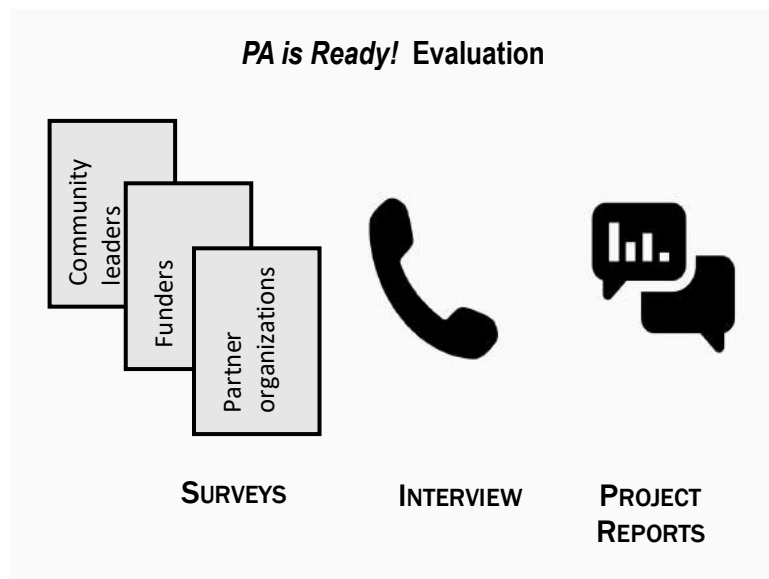 PA is Ready! Evaluation
Community
leaders
Funders
Partner
organizations
SURVEYS
INTERVIEW
PROJECT
REPORTS